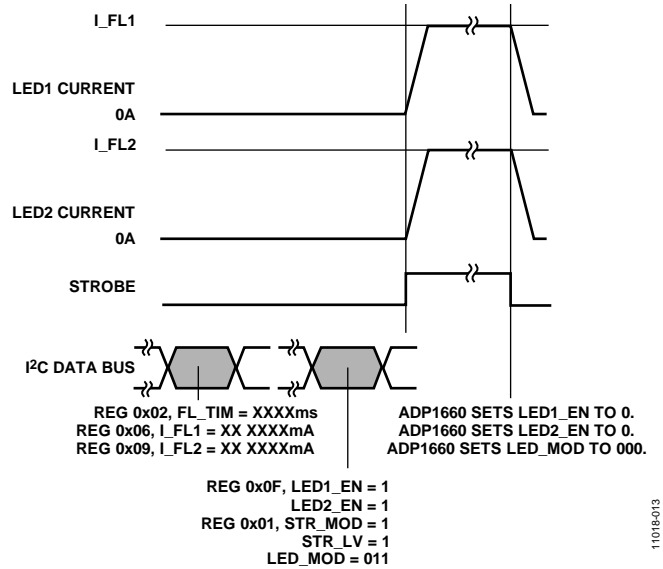 I_FL1
LED1 CURRENT
0A
I_FL2
LED2 CURRENT
0A
STROBE
I2C DATA BUS
REG 0x02, FL_TIM = XXXXms
REG 0x06, I_FL1 = XX XXXXmA
REG 0x09, I_FL2 = XX XXXXmA
ADP1660 SETS LED1_EN TO 0.
ADP1660 SETS LED2_EN TO 0.
ADP1660 SETS LED_MOD TO 000.
REG 0x0F, LED1_EN = 1
LED2_EN = 1
REG 0x01, STR_MOD = 1
STR_LV = 1
LED_MOD = 011
11018-013